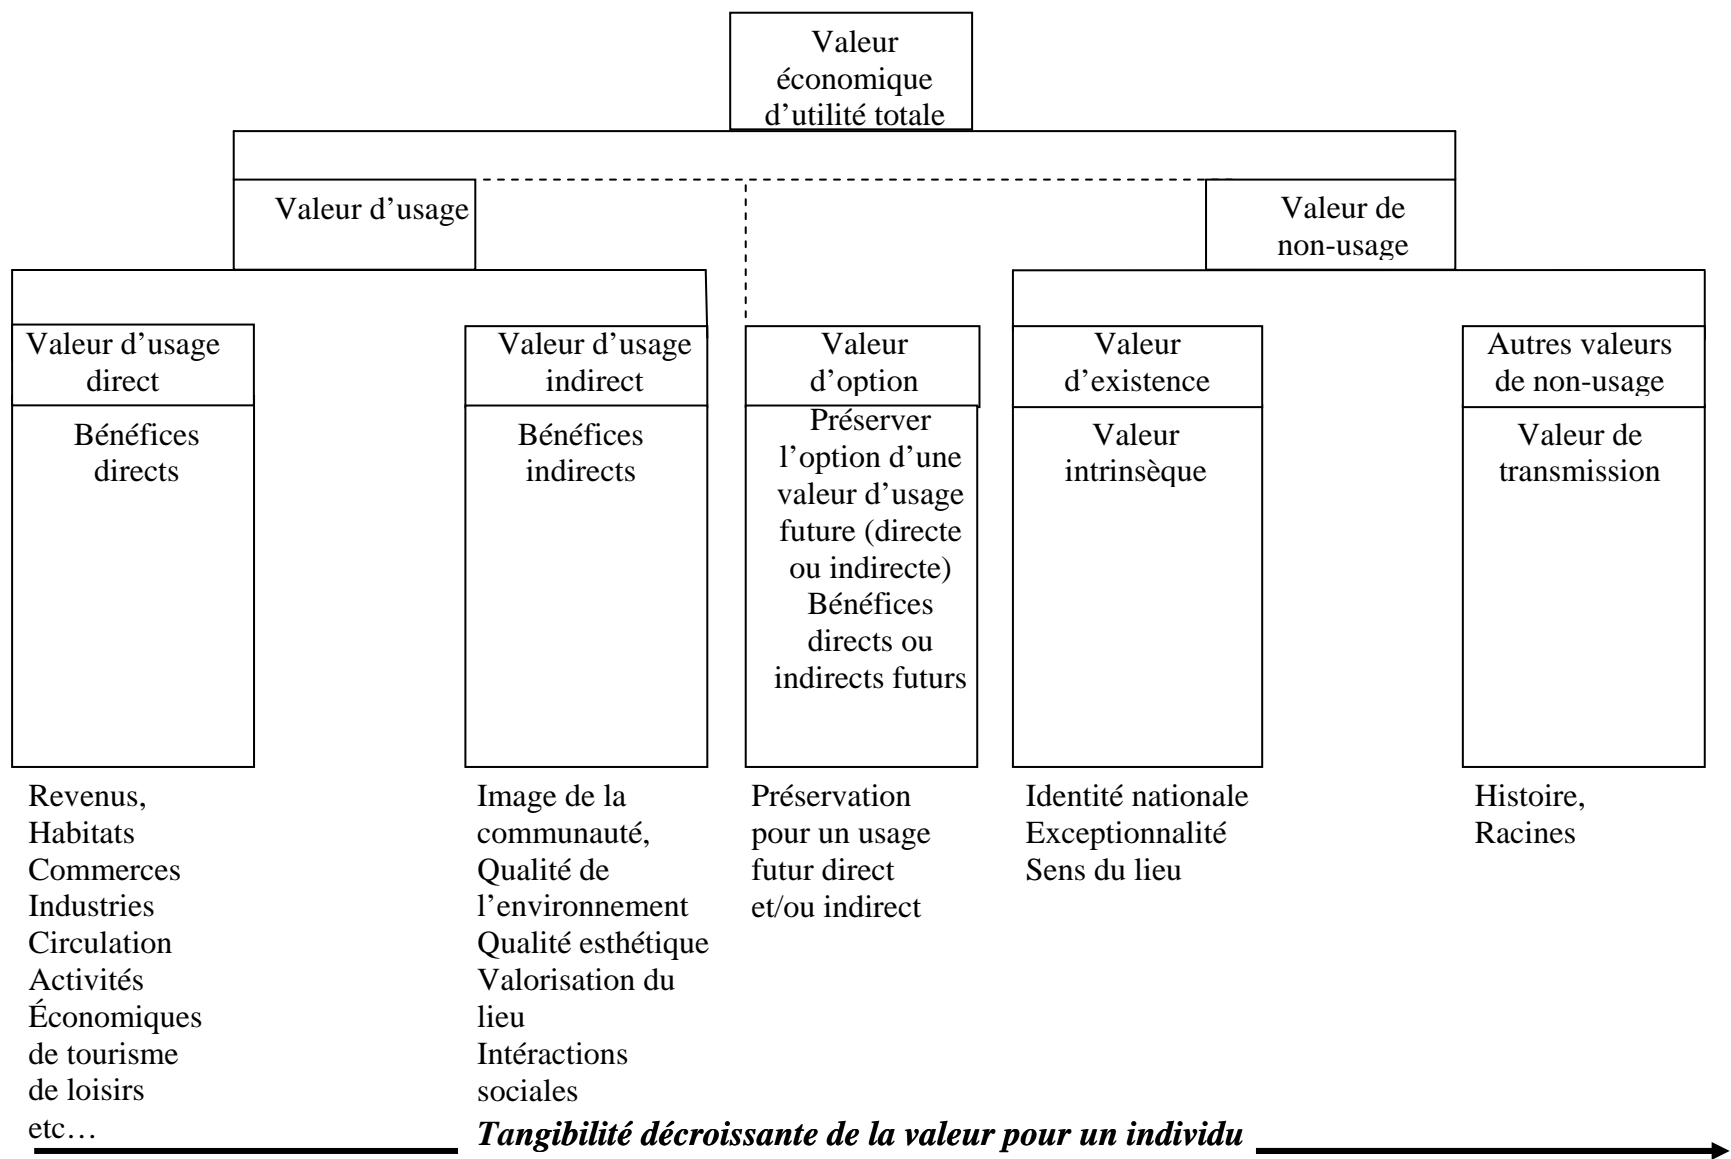 Valeur
économique
d’utilité totale
Valeur d’usage
Valeur de
non-usage
Valeur d’usage
direct
Bénéfices
directs
Valeur d’usage
indirect
Bénéfices
indirects
Valeur
d’option
Préserver
l’option d’une
valeur d’usage
future (directe
ou indirecte)
Bénéfices
directs ou
indirects futurs
Valeur
d’existence
Valeur
intrinsèque
Autres valeurs
de non-usage
Valeur de
transmission
Revenus,
Habitats
Commerces
Industries
Circulation
Activités
Économiques
de tourisme
de loisirs
etc…
Image de la
communauté,
Qualité de
l’environnement
Qualité esthétique
Valorisation du
lieu
Intéractions
sociales
Préservation
pour un usage
futur direct
et/ou indirect
Identité nationale
Exceptionnalité
Sens du lieu
Histoire,
Racines
Tangibilité décroissante de la valeur pour un individu